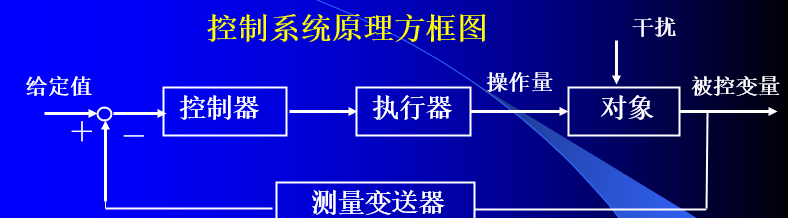 控制系统原理方框图
干扰
给定值
操作量
被控变量
控制器
执行器
对象
+
—
测量变送器